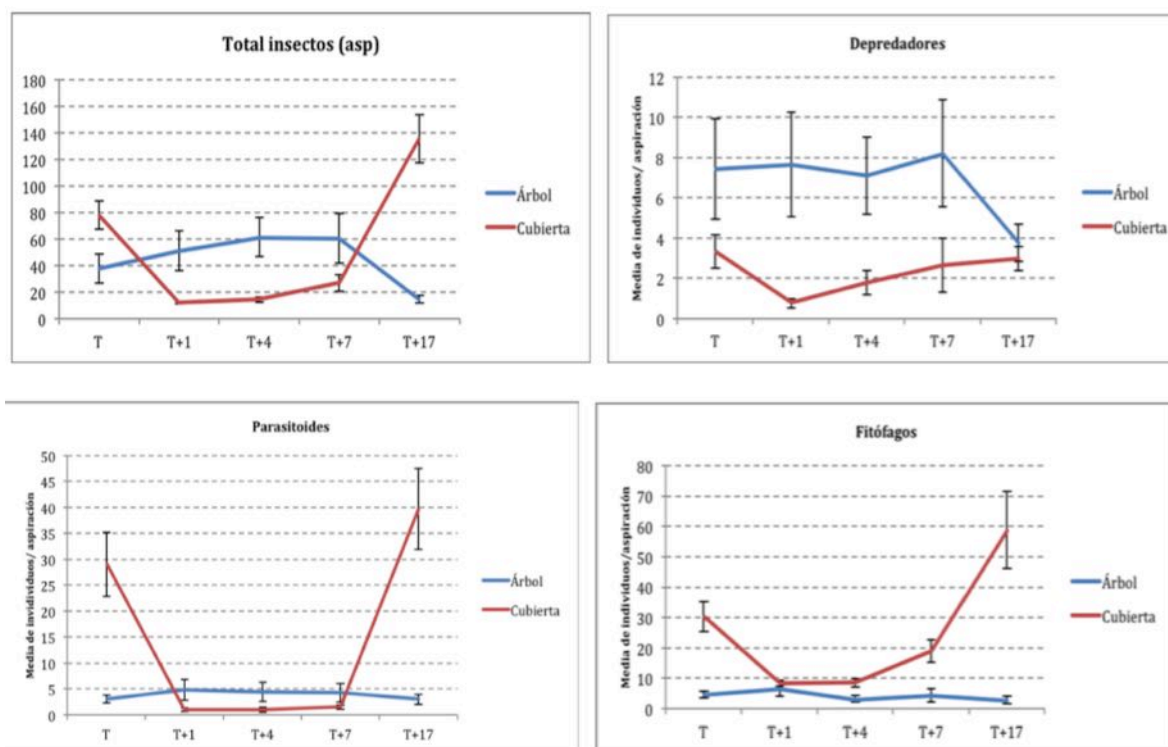 Total insectos (asp)
180
160
140
120
100
80
60
40
20
0
T T+1 T+4 T+7 T+17
Árbol
Cubierta
Depredadores
Media de individuos/ aspiración
12
10
8
6
4
2
0
T T+1 T+4 T+7 T+17
Árbol
Cubierta
Parasitoides
Media de invidividuos/ aspiración
50
45
40
35
30
25
20
15
10
5
0
T T+1 T+4 T+7 T+17
Árbol
Cubierta
Fitófagos
Media de individuos/aspiración
80
70
60
50
40
30
20
10
0
T T+1 T+4 T+7 T+17
Árbol
Cubierta